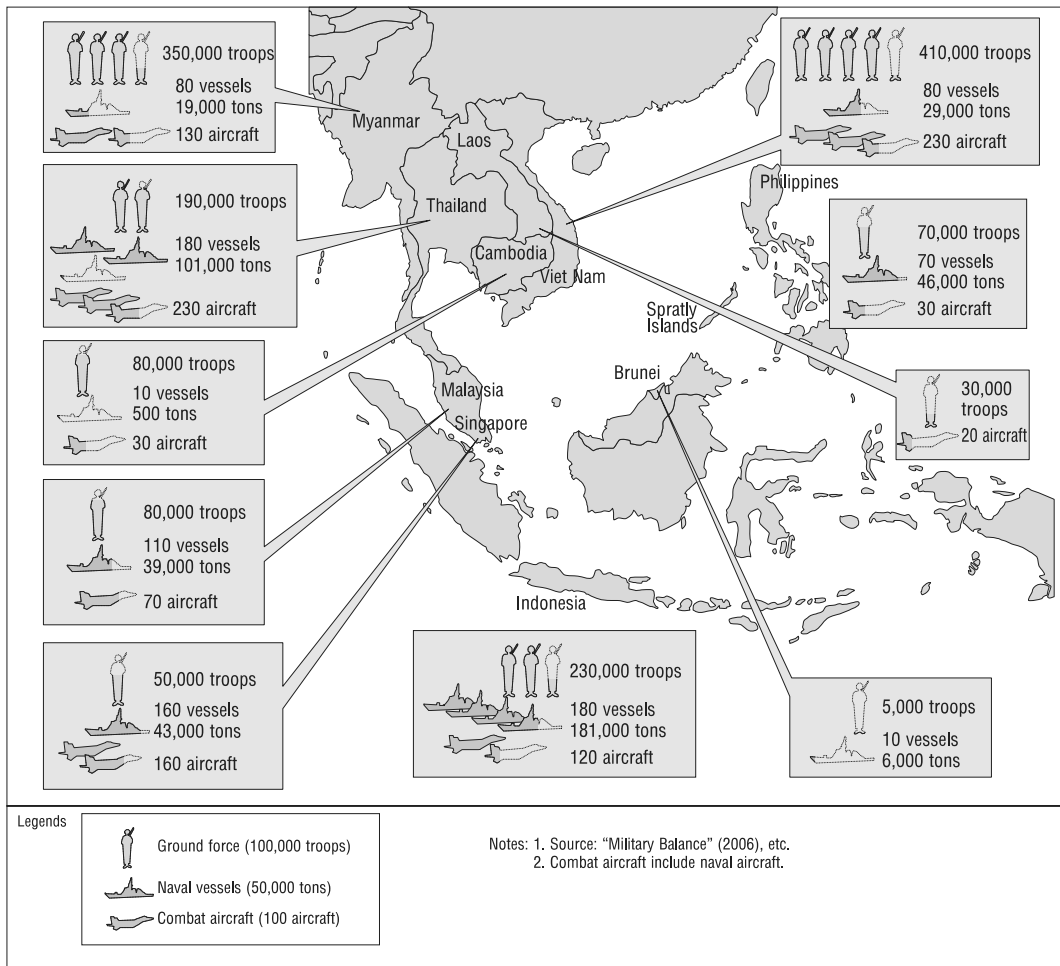 350,000 troops
80 vessels
19,000 tons
130 aircraft
410,000 troops
80 vessels
29,000 tons
230 aircraft
Myanmar
Laos
190,000 troops
180 vessels
101,000 tons
230 aircraft
Thailand
Cambodia
Viet Nam
Philippines
70,000 troops
70 vessels
46,000 tons
30 aircraft
Spratly
Islands
80,000 troops
10 vessels
500 tons
30 aircraft
Malaysia
Singapore
Brunei
30,000
troops
20 aircraft
80,000 troops
110 vessels
39,000 tons
70 aircraft
Indonesia
50,000 troops
160 vessels
43,000 tons
160 aircraft
230,000 troops
180 vessels
181,000 tons
120 aircraft
5,000 troops
10 vessels
6,000 tons
Legends
Ground force (100,000 troops)
Naval vessels (50,000 tons)
Combat aircraft (100 aircraft)
Notes: 1. Source: “Military Balance” (2006), etc.
2. Combat aircraft include naval aircraft.